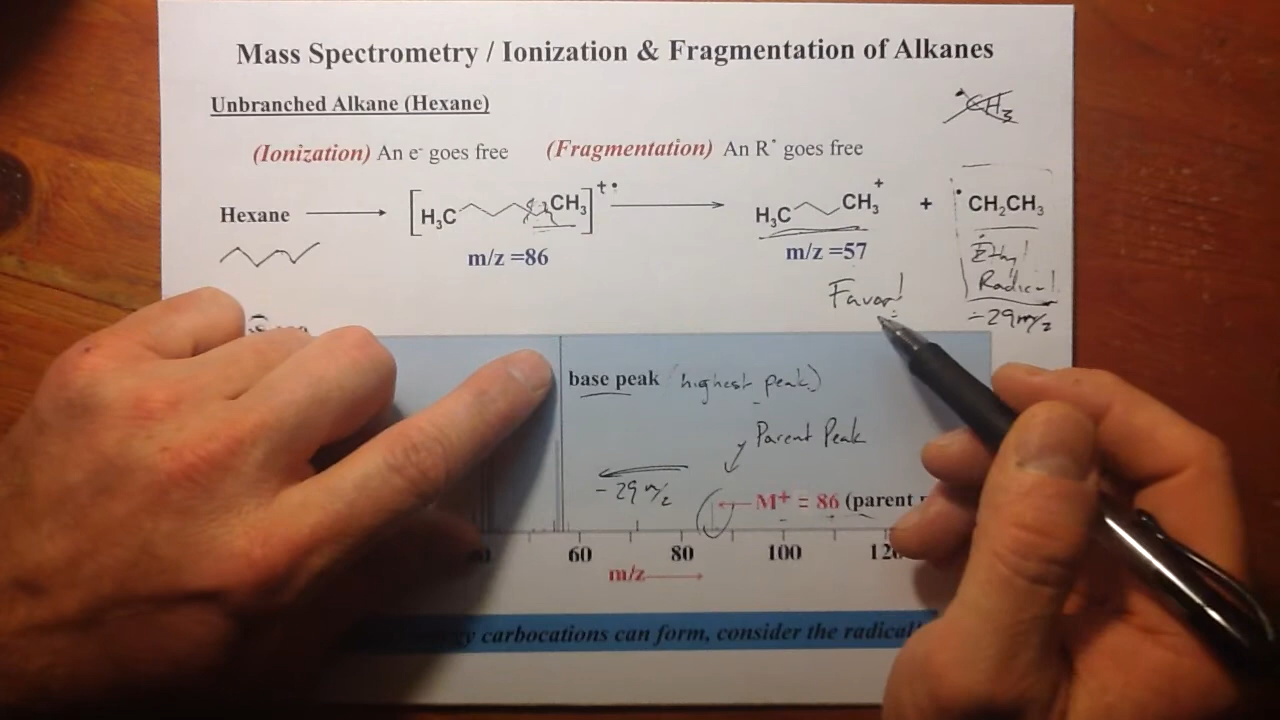 Mass Spectrometry / Ionization & Fragmentation of Alkanes
Unbranched Alkane (Hexane)
•CH3
(Ionization) An e- goes free (Fragmentation) An R• goes free
Hexane [H3C CH3]+• H3C CH3+ + •CH2CH3
m/z =86 m/z =57
Ethyl
Radical
-29 m/z
Favor!
base peak (highest peak)
Parent Peak
-29 m/z
M+ = 86 (parent
60 80 100
m/z
carbocations can form, consider the radical!